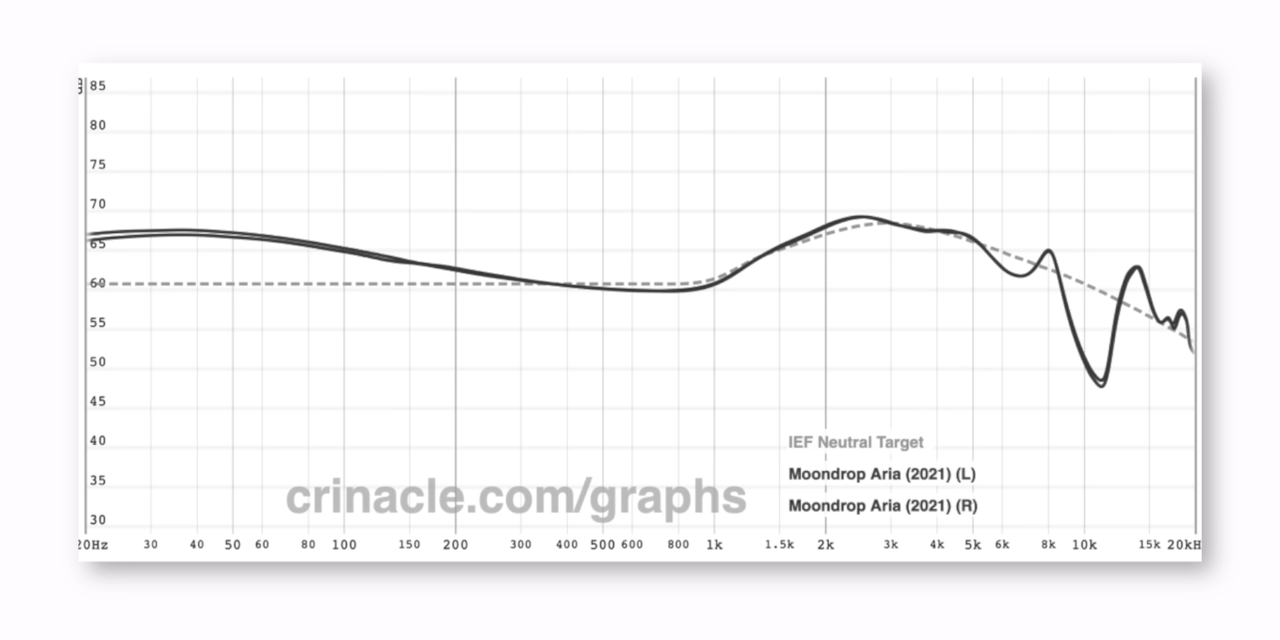 85
80
75
70
65
60
55
50
45
40
35
30
IEF Neutral Target
Moondrop Aria (2021) (L)
Moondrop Aria (2021) (R)
crinacle.com/graphs
20Hz 30 40 50 60 80 100 150 200 300 400 500 600 800 1k 1.5k 2k 3k 4k 5k 6k 8k 10k 15k 20kH